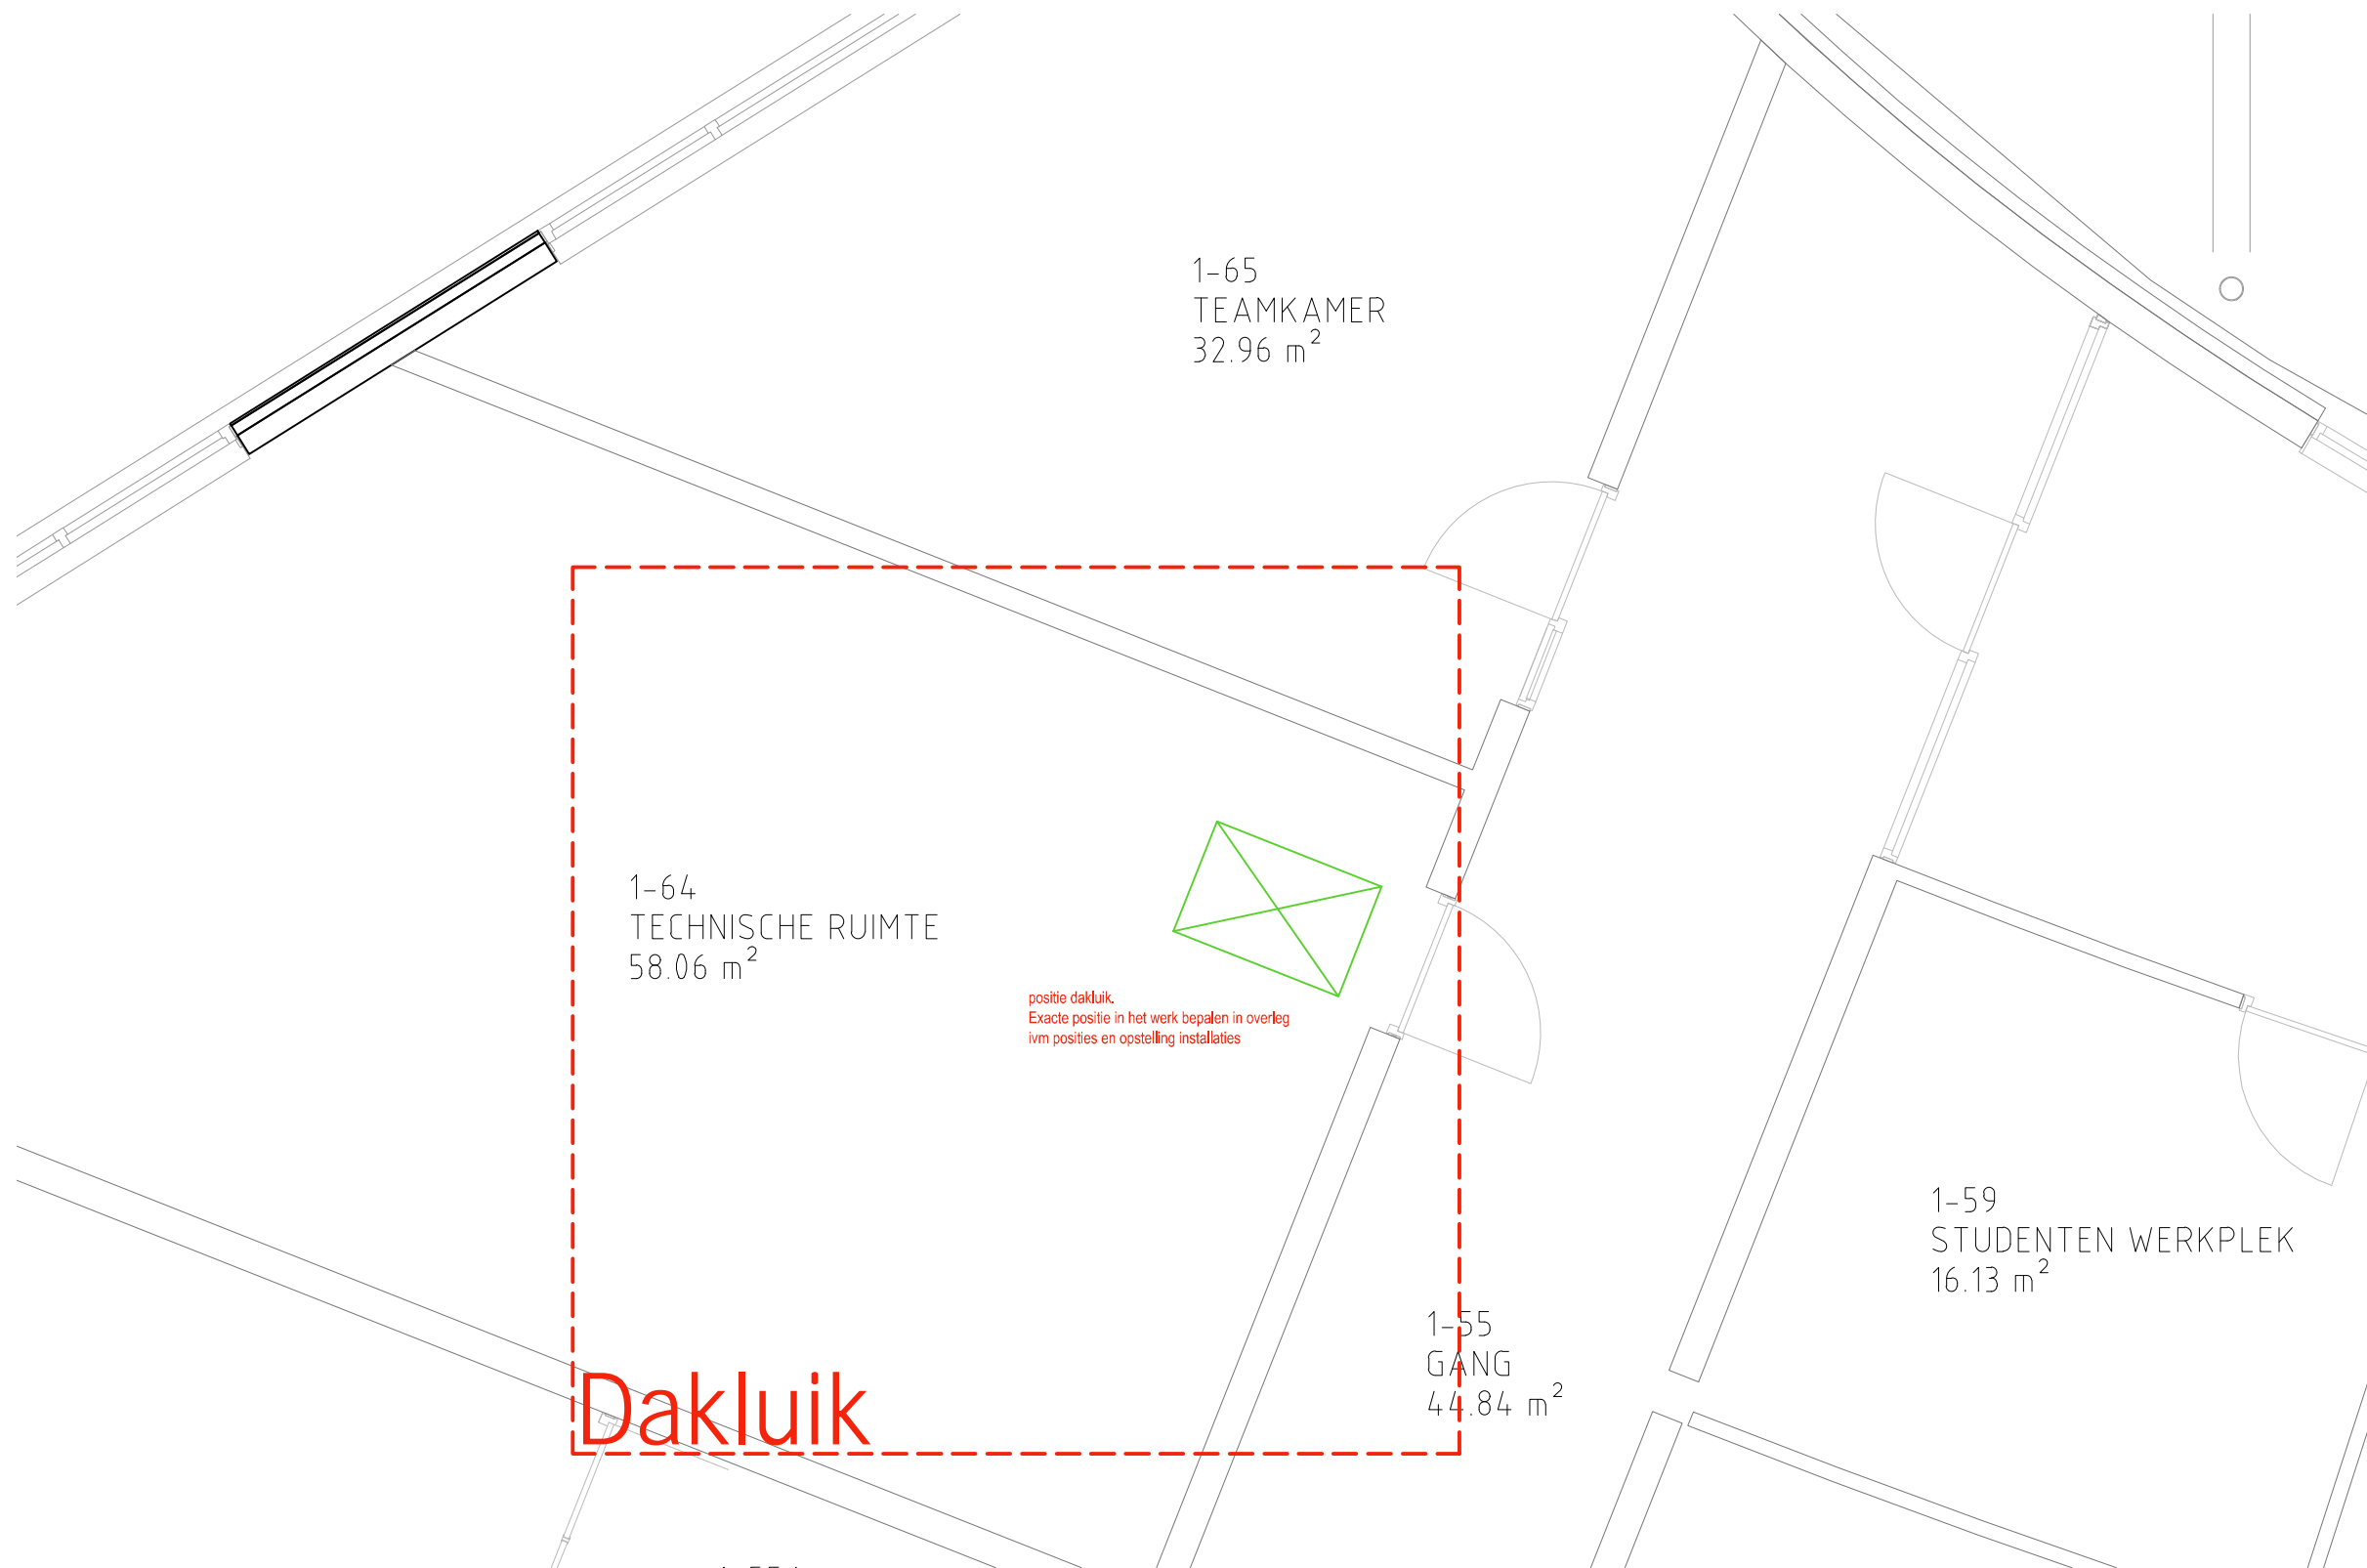 1-65
TEAMKAMER
32.96 m²
1-64
TECHNISCHE RUIMTE
58.06 m²
positie dakluik.
Exacte positie in het werk bepalen in overleg
ivm posities en opstelling installaties
1-59
STUDENTEN WERKPLEK
16.13 m²
1-55
GANG
44.84 m²
Dakluik